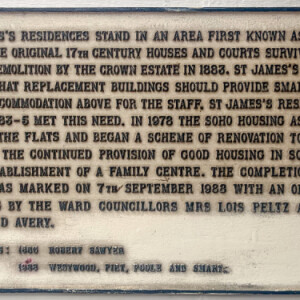 'S RESIDENCES STAND IN AN AREA FIRST KNOWN AS
ORIGINAL 17TH CENTURY HOUSES AND COURTS SURVIV
EMOLITION BY THE CROWN ESTATE IN 1883. ST JAMES'S
HAT REPLACEMENT BUILDINGS SHOULD PROVIDE SMA
COMMODATION ABOVE FOR THE STAFF, ST JAMES'S RES
83-5 MET THIS NEED. IN 1978 THE SOHO HOUSING AS
THE FLATS AND BEGAN A SCHEME OF RENOVATION TO
THE CONTINUED PROVISION OF GOOD HOUSING IN SO
TABLISHMENT OF A FAMILY CENTRE. THE COMPLETIO
AS MARKED ON 7TH SEPTEMBER 1988 WITH AN O
BY THE WARD COUNCILLORS MRS LOIS PELTZ A
D AVERY.
ROBERT SAWYER
WESTWOOD, PIET, POOLE AND SMART.